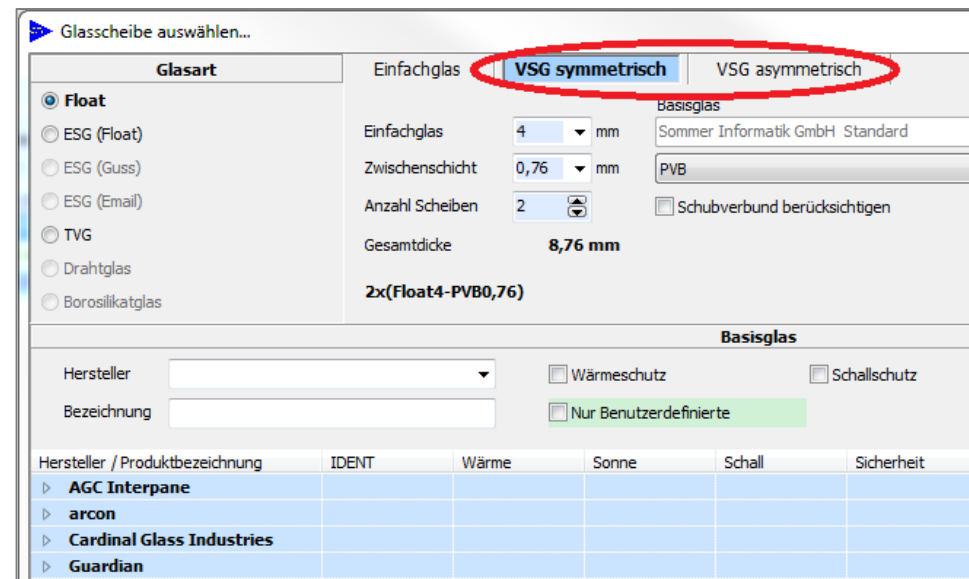 Glasscheibe auswählen...
Glasart
Einfachglas VSG symmetrisch VSG asymmetrisch
Float
ESG (Float)
ESG (Guss)
ESG (Email)
TVG
Drahtglas
Borosilikatglas
Basisglas
Einfachglas 4 mm Sommer Informatik GmbH Standard
Zwischenschicht 0,76 mm PVB
Anzahl Scheiben 2 Schubverbund berücksichtigen
Gesamtdicke 8,76 mm
2x(Float4-PVB0,76)
Basisglas
Hersteller Wärmeschutz Schallschutz
Bezeichnung Nur Benutzerdefinierte
Hersteller / Produktbezeichnung IDENT Wärme Sonne Schall Sicherheit
AGC Interpane
arcon
Cardinal Glass Industries
Guardian